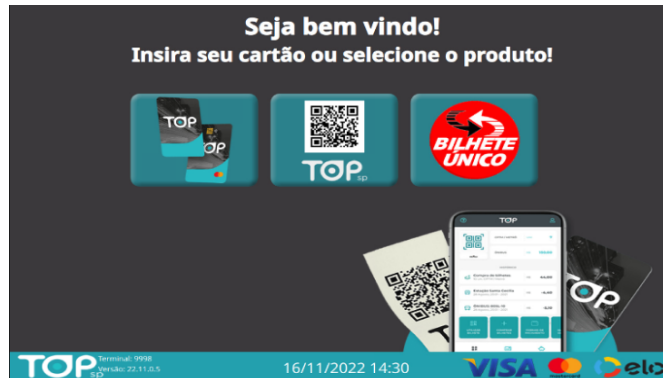 Seja bem vindo!
Insira seu cartão ou selecione o produto!
TOP
TOP
TOP sp
BILHETE
ÚNICO
TOP
TOP
TOP sp
Terminal: 9998
Versão: 22.11.0.5
16/11/2022 14:30
VISA
elo